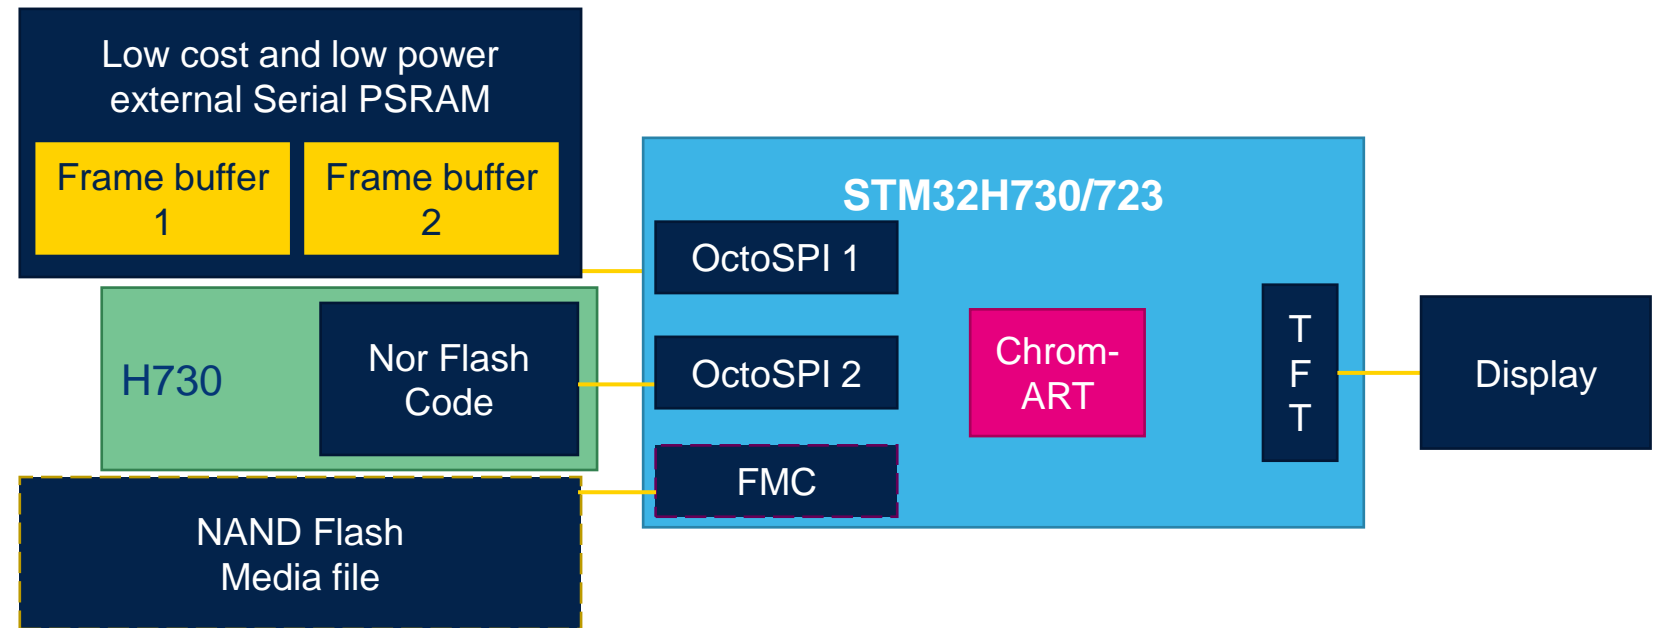 Low cost and low power
external Serial PSRAM
Frame buffer
1
Frame buffer
2
H730
Nor Flash
Code
NAND Flash
Media file
STM32H730/723
OctoSPI 1
OctoSPI 2
FMC
Chrom-
ART
T
F
T
Display